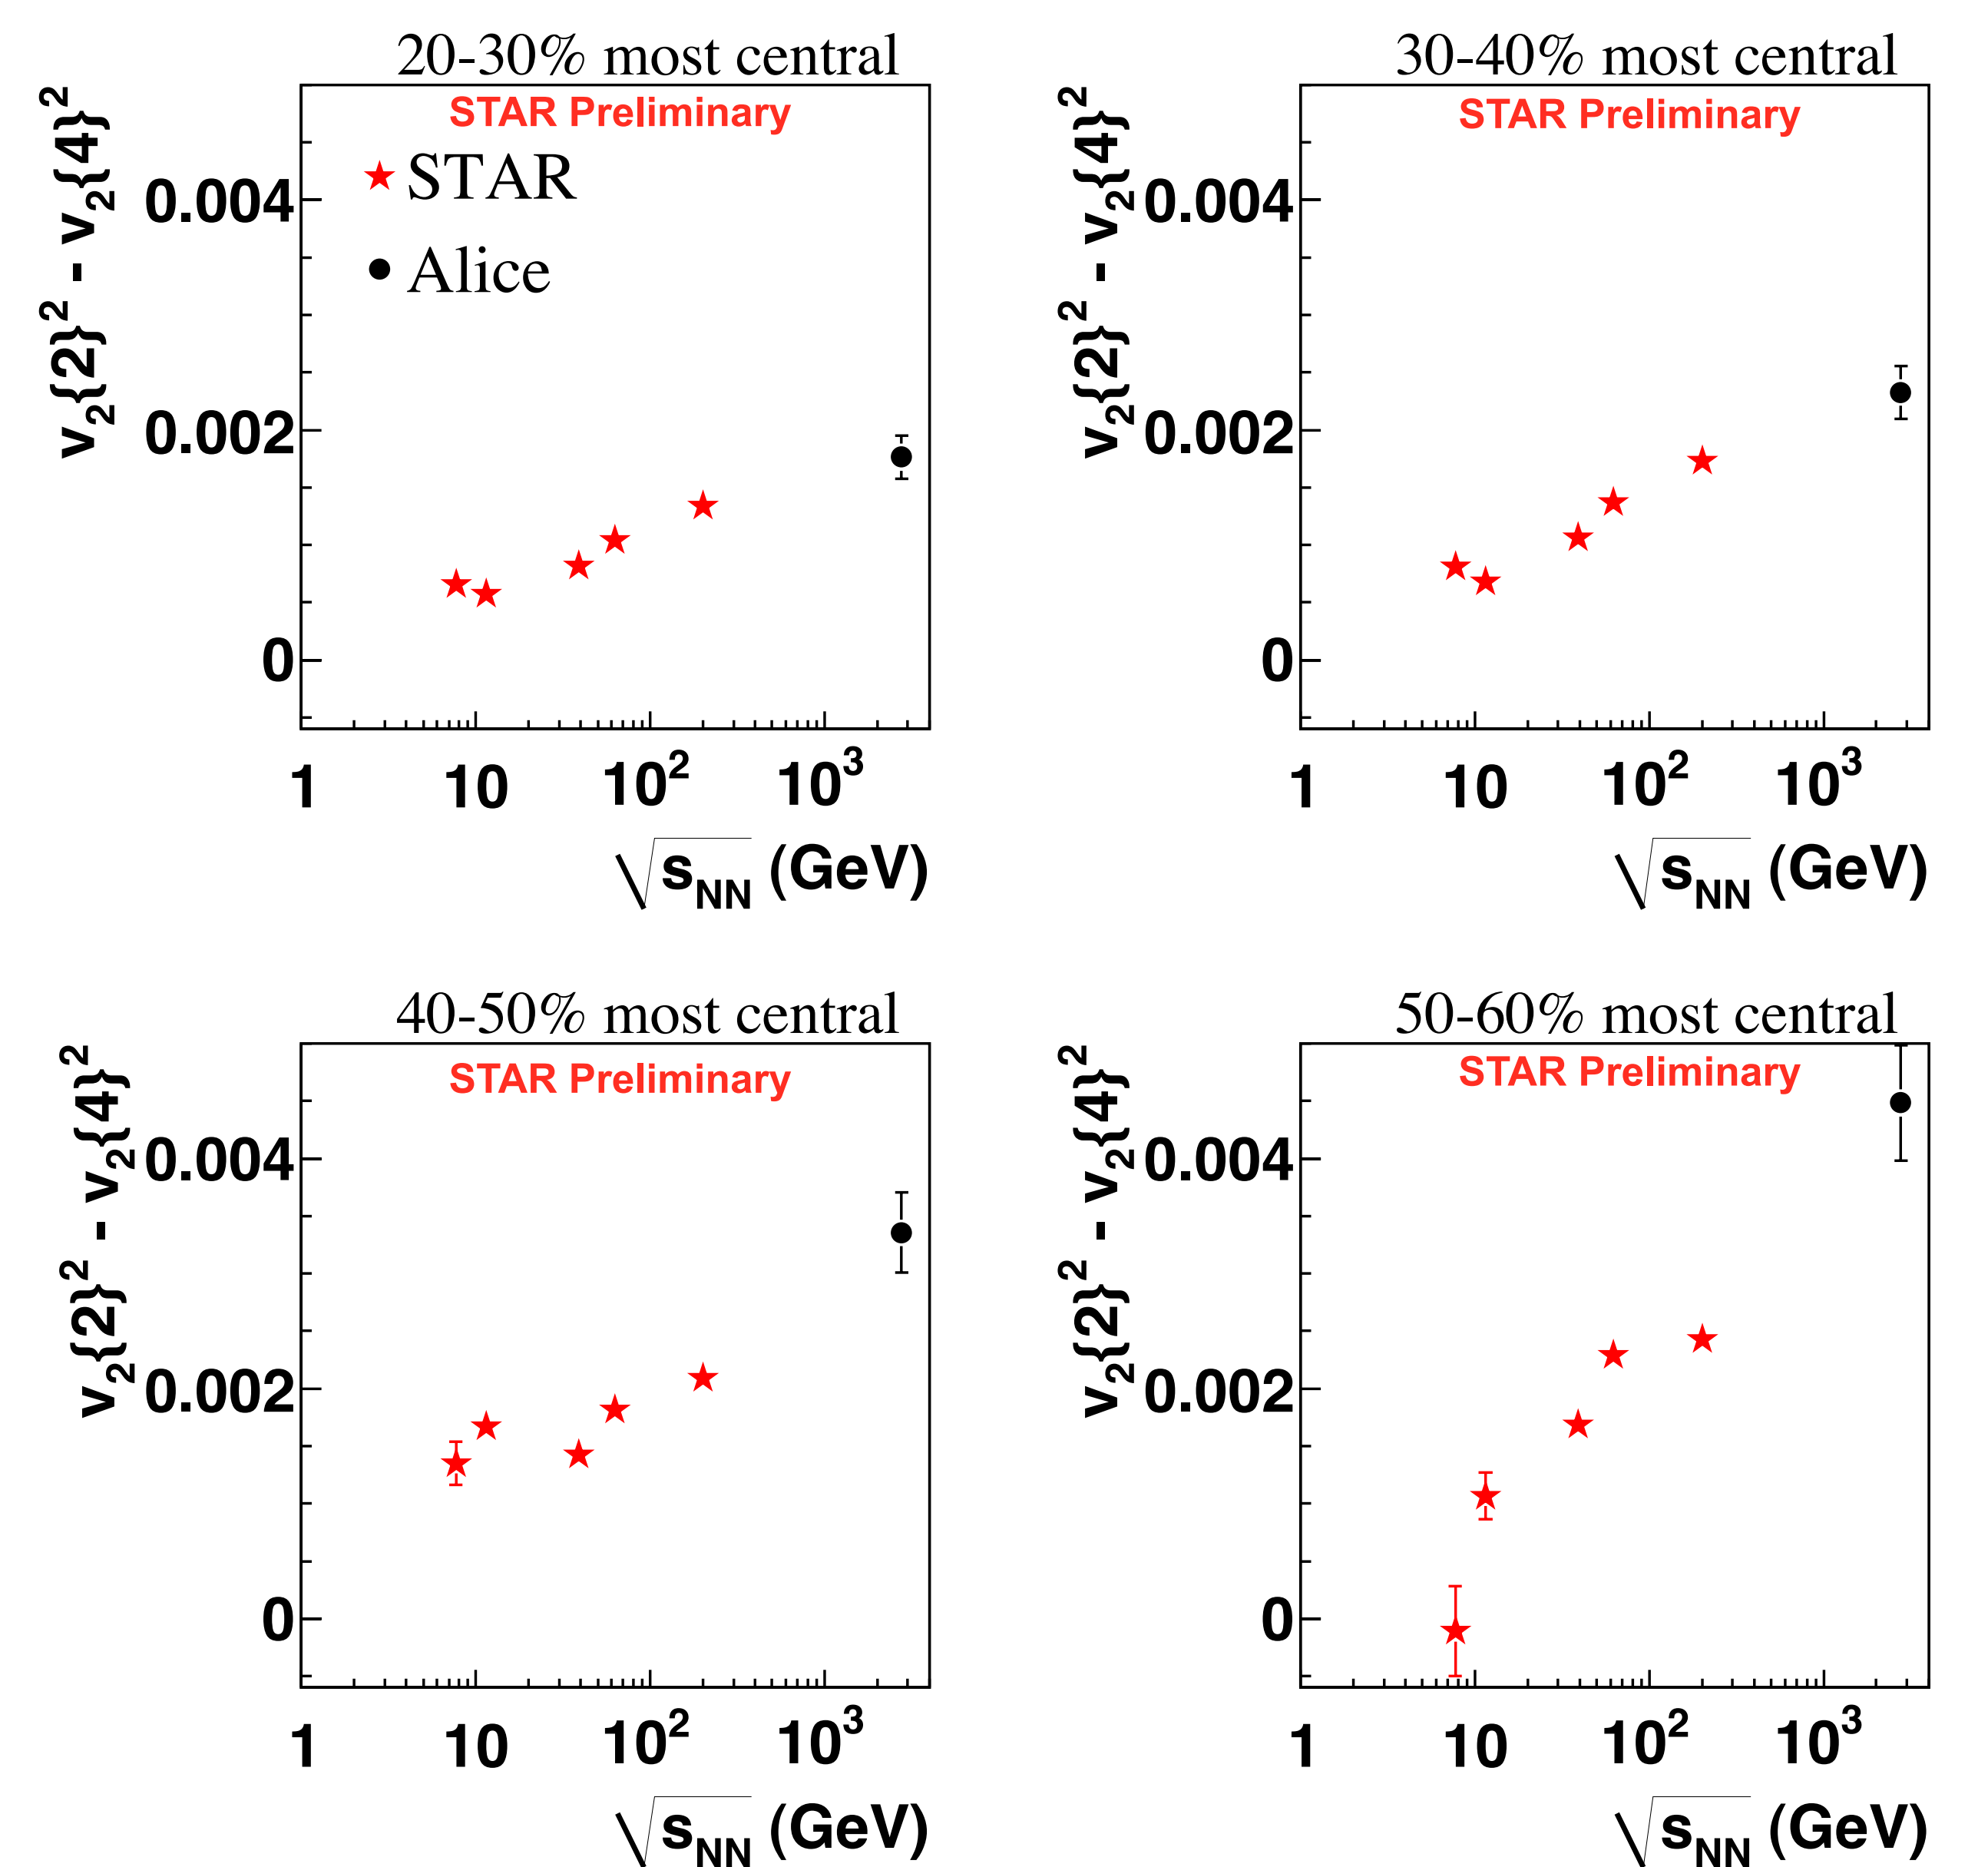 20-30% most central
STAR Preliminary
STAR
Alice
v₂{2}² - v₂{4}²
0.004
0.002
0
1 10 10² 10³
√s_NN (GeV)
30-40% most central
STAR Preliminary
v₂{2}² - v₂{4}²
0.004
0.002
0
1 10 10² 10³
√s_NN (GeV)
40-50% most central
STAR Preliminary
v₂{2}² - v₂{4}²
0.004
0.002
0
1 10 10² 10³
√s_NN (GeV)
50-60% most central
STAR Preliminary
v₂{2}² - v₂{4}²
0.004
0.002
0
1 10 10² 10³
√s_NN (GeV)